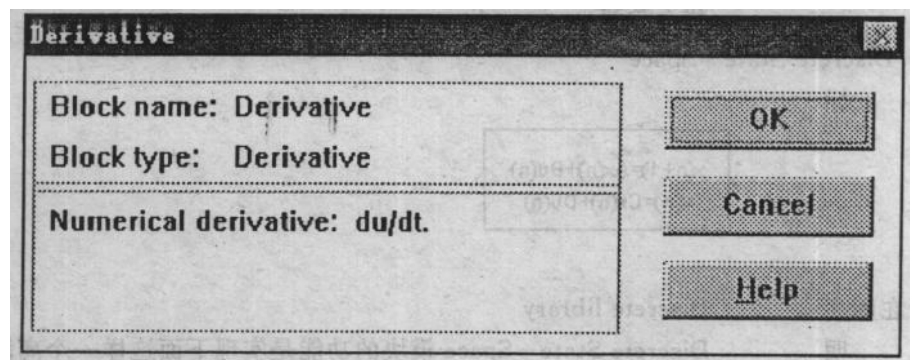 Derivative
Block name: Derivative
Block type: Derivative
Numerical derivative: du/dt.
OK
Cancel
Help